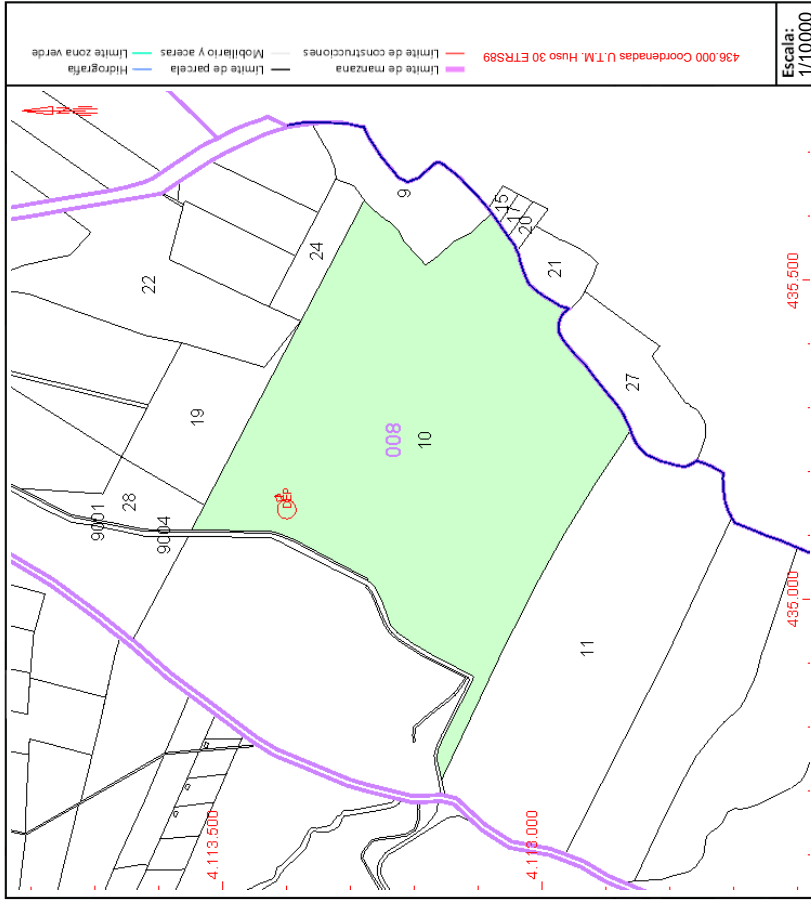 Hidrografía
Límite zona verde
Límite de parcela
Mobiliario y aceras
Límite de manzana
Límite de construcciones
436.000 Coordenadas U.T.M. Huso 30 ETRS89
Escala:
1/10000
22
24
9
15
17
20
21
27
19
28
9001
9004
DEP
008
10
11
4.113.500
4.113.000
435.500
435.000